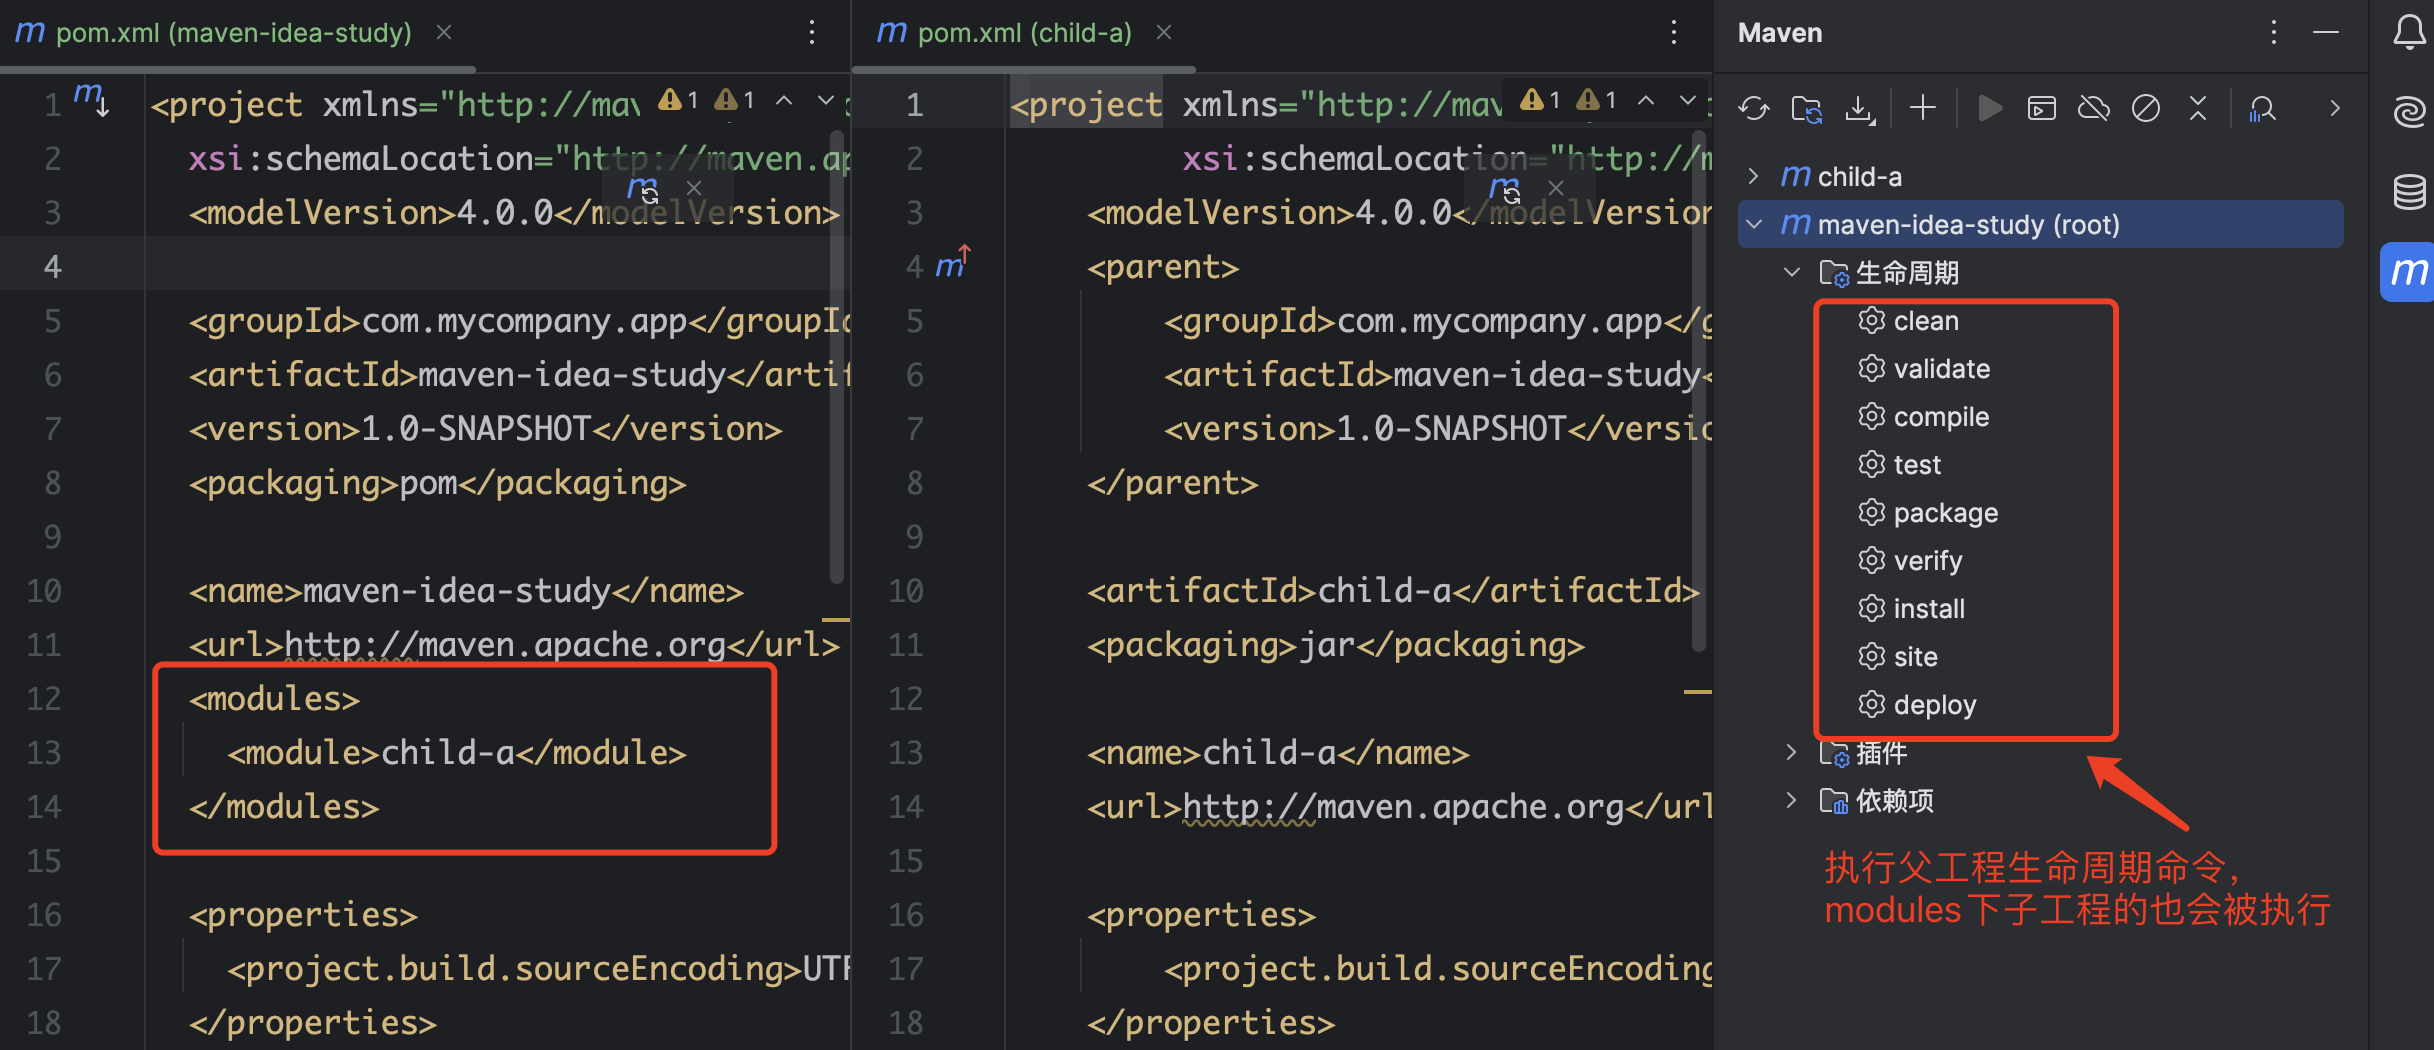 pom.xml (maven-idea-study)
1 <project xmlns="http://mav
1 1
2 xsi:schemaLocation="http://maven.ap
3 <modelVersion>4.0.0</modelVersion>
4
5 <groupId>com.mycompany.app</groupId
6 <artifactId>maven-idea-study</artif
7 <version>1.0-SNAPSHOT</version>
8 <packaging>pom</packaging>
9
10 <name>maven-idea-study</name>
11 <url>http://maven.apache.org</url>
12 <modules>
13 <module>child-a</module>
14 </modules>
15
16 <properties>
17 <project.build.sourceEncoding>UTF
18 </properties>
pom.xml (child-a)
1 <project xmlns="http://mav
1 1
2 xsi:schemaLocation="http://m
3 <modelVersion>4.0.0</modelVersion
4 <parent>
5 <groupId>com.mycompany.app</g
6 <artifactId>maven-idea-study<
7 <version>1.0-SNAPSHOT</versio
8 </parent>
9
10 <artifactId>child-a</artifactId>
11 <packaging>jar</packaging>
12
13 <name>child-a</name>
14 <url>http://maven.apache.org</url
15
16 <properties>
17 <project.build.sourceEncoding
18 </properties>
Maven
child-a
maven-idea-study (root)
生命周期
clean
validate
compile
test
package
verify
install
site
deploy
插件
依赖项
执行父工程生命周期命令，
modules下子工程的也会被执行